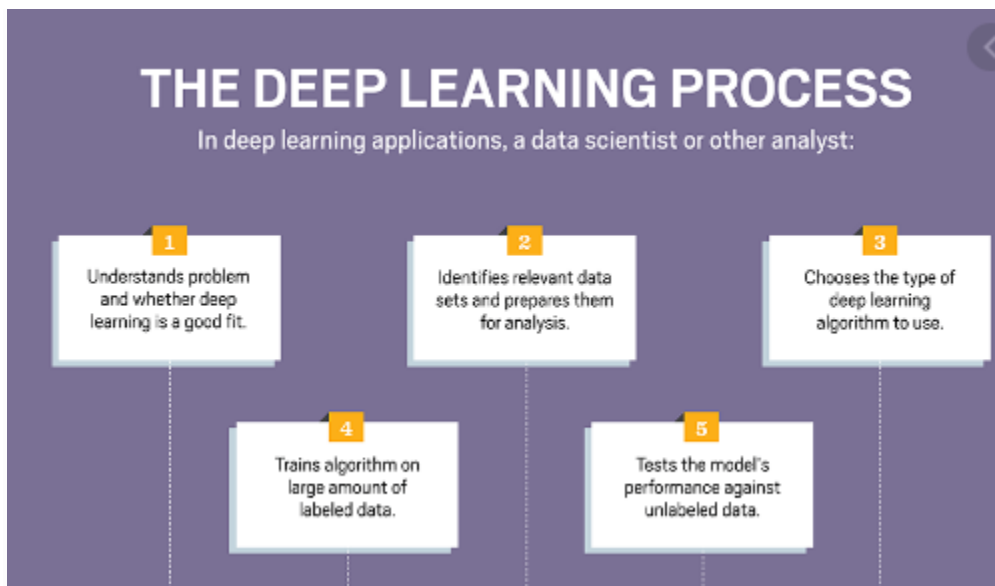 THE DEEP LEARNING PROCESS
In deep learning applications, a data scientist or other analyst:
1
Understands problem
and whether deep
learning is a good fit.
2
Identifies relevant data
sets and prepares them
for analysis.
3
Chooses the type of
deep learning
algorithm to use.
4
Trains algorithm on
large amount of
labeled data.
5
Tests the model's
performance against
unlabeled data.